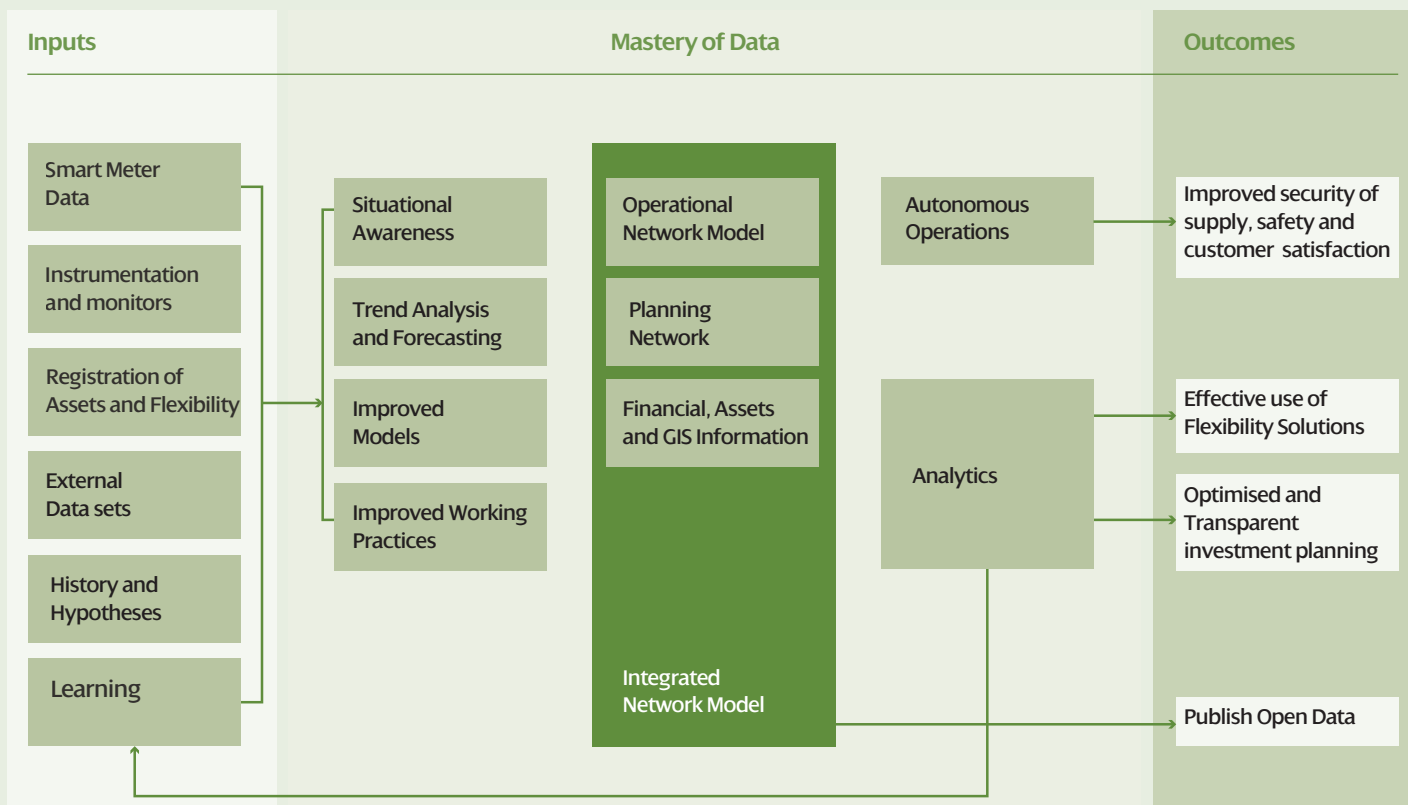 Inputs
Mastery of Data
Outcomes
Smart Meter
Data
Instrumentation
and monitors
Registration of
Assets and Flexibility
External
Data sets
History and
Hypotheses
Learning
Situational
Awareness
Trend Analysis
and Forecasting
Improved
Models
Improved Working
Practices
Operational
Network Model
Planning
Network
Financial, Assets
and GIS Information
Integrated
Network Model
Autonomous
Operations
Analytics
Improved security of
supply, safety and
customer satisfaction
Effective use of
Flexibility Solutions
Optimised and
Transparent
investment planning
Publish Open Data